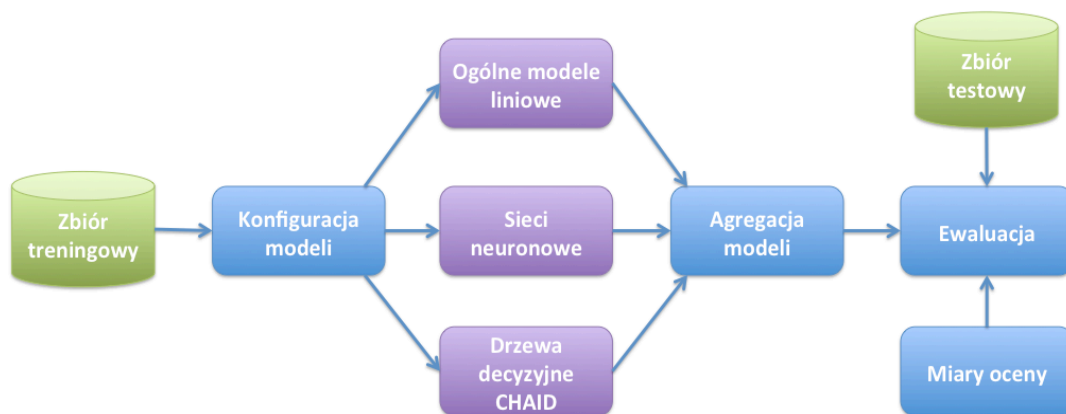 Zbiór
treningowy
Konfiguracja
modeli
Ogólne modele
liniowe
Sieci
neuronowe
Drzewa
decyzyjne
CHAID
Agregacja
modeli
Zbiór
testowy
Ewaluacja
Miary oceny